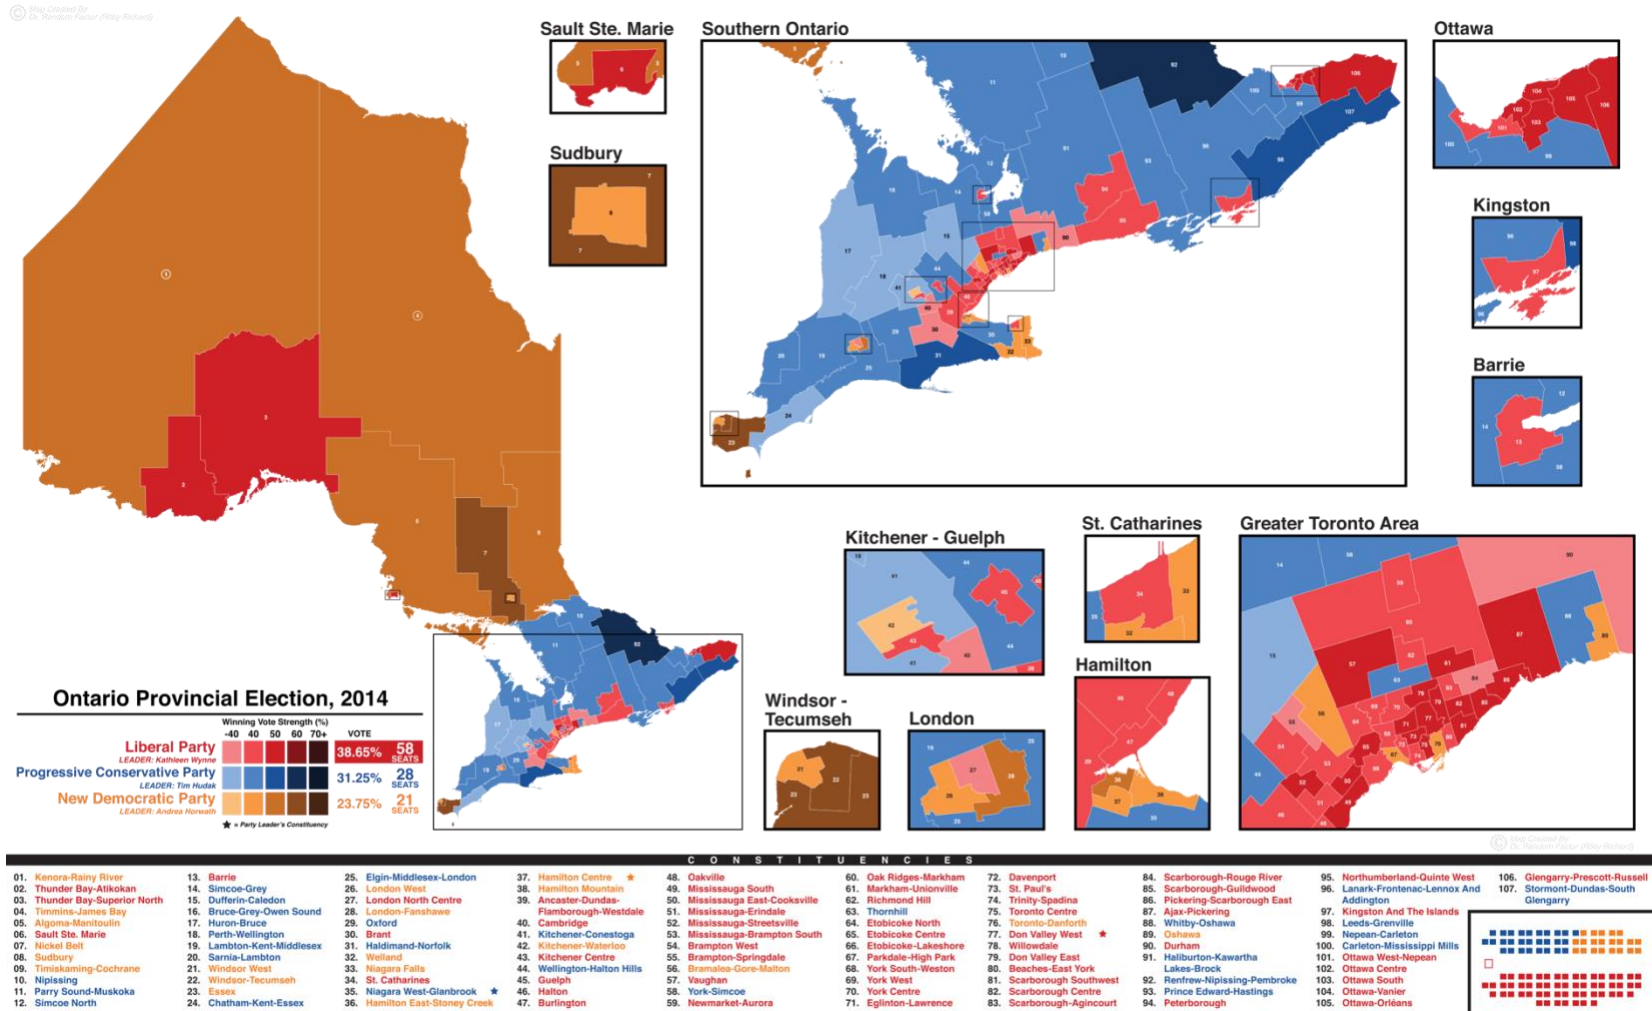 Map Created By
Dr. Random Factor (Riley Richard)
Sault Ste. Marie
Southern Ontario
Ottawa
Sudbury
Kingston
Barrie
Kitchener - Guelph
St. Catharines
Greater Toronto Area
Hamilton
Windsor -
Tecumseh
London
Ontario Provincial Election, 2014
Winning Vote Strength (%)
-40 40 50 60 70+ VOTE
Liberal Party 38.65% 58
LEADER: Kathleen Wynne SEATS
Progressive Conservative Party 31.25% 28
LEADER: Tim Hudak SEATS
New Democratic Party 23.75% 21
LEADER: Andrea Horwath SEATS
★ = Party Leader's Constituency
Map Created By
Dr. Random Factor (Riley Richard)
CONSTITUENCIES
01. Kenora-Rainy River
02. Thunder Bay-Atikokan
03. Thunder Bay-Superior North
04. Timmins-James Bay
05. Algoma-Manitoulin
06. Sault Ste. Marie
07. Nickel Belt
08. Sudbury
09. Timiskaming-Cochrane
10. Nipissing
11. Parry Sound-Muskoka
12. Simcoe North
13. Barrie
14. Simcoe-Grey
15. Dufferin-Caledon
16. Bruce-Grey-Owen Sound
17. Huron-Bruce
18. Perth-Wellington
19. Lambton-Kent-Middlesex
20. Sarnia-Lambton
21. Windsor West
22. Windsor-Tecumseh
23. Essex
24. Chatham-Kent-Essex
25. Elgin-Middlesex-London
26. London West
27. London North Centre
28. London-Fanshawe
29. Oxford
30. Brant
31. Haldimand-Norfolk
32. Welland
33. Niagara Falls
34. St. Catharines
35. Niagara West-Glanbrook ★
36. Hamilton East-Stoney Creek
37. Hamilton Centre ★
38. Hamilton Mountain
39. Ancaster-Dundas-
Flamborough-Westdale
40. Cambridge
41. Kitchener-Conestoga
42. Kitchener-Waterloo
43. Kitchener Centre
44. Wellington-Halton Hills
45. Guelph
46. Halton
47. Burlington
48. Oakville
49. Mississauga South
50. Mississauga East-Cooksville
51. Mississauga-Erindale
52. Mississauga-Streetsville
53. Mississauga-Brampton South
54. Brampton West
55. Brampton-Springdale
56. Bramalea-Gore-Malton
57. Vaughan
58. York-Simcoe
59. Newmarket-Aurora
60. Oak Ridges-Markham
61. Markham-Unionville
62. Richmond Hill
63. Thornhill
64. Etobicoke North
65. Etobicoke Centre
66. Etobicoke-Lakeshore
67. Parkdale-High Park
68. York South-Weston
69. York West
70. York Centre
71. Eglinton-Lawrence
72. Davenport
73. St. Paul's
74. Trinity-Spadina
75. Toronto Centre
76. Toronto-Danforth
77. Don Valley West ★
78. Willowdale
79. Don Valley East
80. Beaches-East York
81. Scarborough Southwest
82. Scarborough Centre
83. Scarborough-Agincourt
84. Scarborough-Rouge River
85. Scarborough-Guildwood
86. Pickering-Scarborough East
87. Ajax-Pickering
88. Whitby-Oshawa
89. Oshawa
90. Durham
91. Haliburton-Kawartha
Lakes-Brock
92. Renfrew-Nipissing-Pembroke
93. Prince Edward-Hastings
94. Peterborough
95. Northumberland-Quinte West
96. Lanark-Frontenac-Lennox And
Addington
97. Kingston And The Islands
98. Leeds-Grenville
99. Nepean-Carleton
100. Carleton-Mississippi Mills
101. Ottawa West-Nepean
102. Ottawa Centre
103. Ottawa South
104. Ottawa-Vanier
105. Ottawa-Orléans
106. Glengarry-Prescott-Russell
107. Stormont-Dundas-South
Glengarry